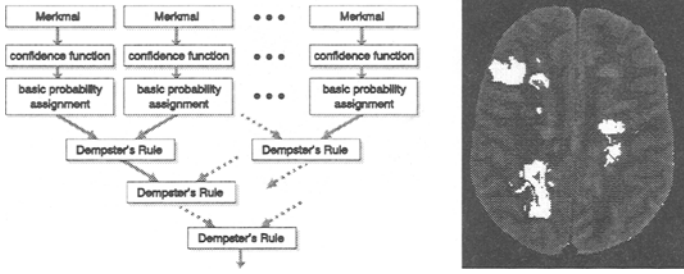 Merkmal Merkmal Merkmal
confidence function confidence function confidence function
basic probability basic probability basic probability
assignment assignment assignment
Dempster's Rule Dempster's Rule
Dempster's Rule
Dempster's Rule